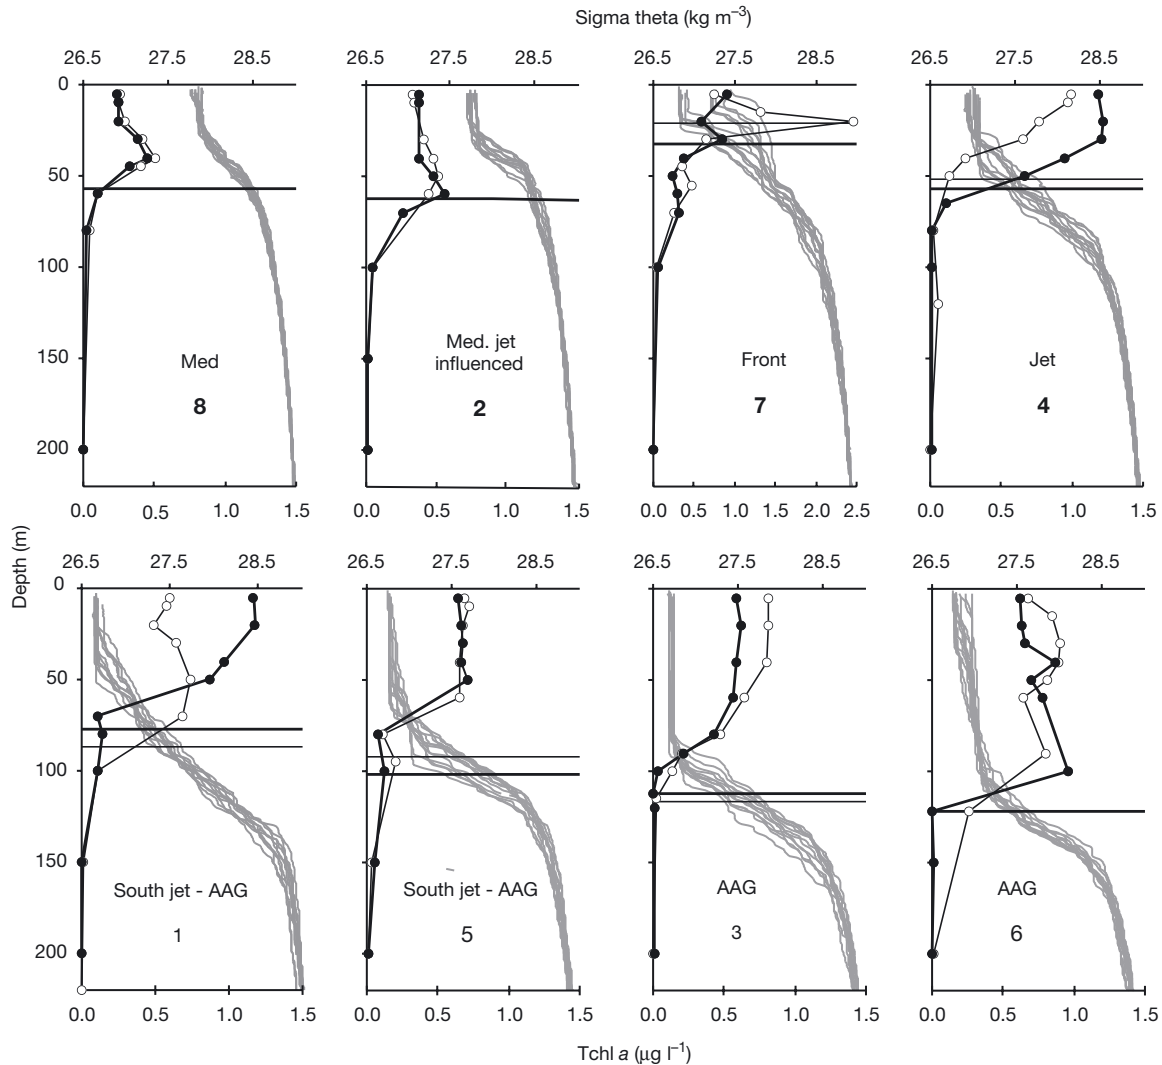 Sigma theta (kg m⁻³)
26.5 27.5 28.5 26.5 27.5 28.5 26.5 27.5 28.5 26.5 27.5 28.5
0
50
100
150
200
Med
8
Med. jet
influenced
2
Front
7
Jet
4
0.0 0.5 1.0 1.5 0.0 0.5 1.0 1.5 0.0 0.5 1.0 1.5 2.0 2.5 0.0 0.5 1.0 1.5
Depth (m)
26.5 27.5 28.5 26.5 27.5 28.5 26.5 27.5 28.5 26.5 27.5 28.5
0
50
100
150
200
South jet - AAG
1
South jet - AAG
5
AAG
3
AAG
6
0.0 0.5 1.0 1.5 0.0 0.5 1.0 1.5 0.0 0.5 1.0 1.5 0.0 0.5 1.0 1.5
Tchl a (µg l⁻¹)